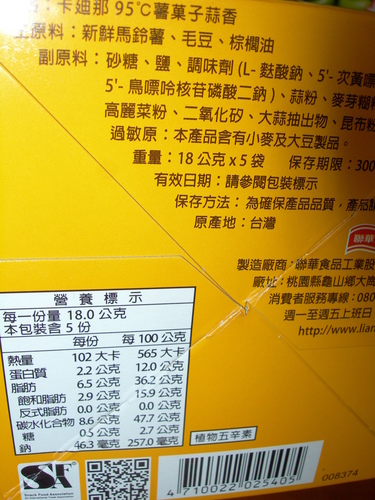 ：卡廸那 95℃薯菓子蒜香
主原料：新鮮馬鈴薯、毛豆、棕櫚油
副原料：砂糖、鹽、調味劑 (L- 麩酸鈉、5'- 次黃嘌
5'- 鳥嘌呤核苷磷酸二鈉 )、蒜粉、麥芽糊精
高麗菜粉、二氧化矽、大蒜抽出物、昆布粉
過敏原：本產品含有小麥及大豆製品。
重量：18 公克 x 5 袋 保存期限：300
有效日期：請參閱包裝標示
保存方法：為確保產品品質，產品
原產地：台灣
聯華
製造廠商：聯華食品工業股
廠址：桃園縣龜山鄉大崗
消費者服務專線：080
週一至週五上班日
http://www.lian
營養標示
每一份量 18.0 公克
本包裝含 5 份
每份 每 100 公克
熱量 102 大卡 565 大卡
蛋白質 2.2 公克 12.0 公克
脂肪 6.5 公克 36.2 公克
飽和脂肪 2.9 公克 15.9 公克
反式脂肪 0.0 公克 0.0 公克
碳水化合物 8.6 公克 47.7 公克
糖 0.5 公克 2.7 公克
鈉 46.3 毫克 257.0 毫克
植物五辛素
SF
Snack Food Association
4 710022 025405
008374